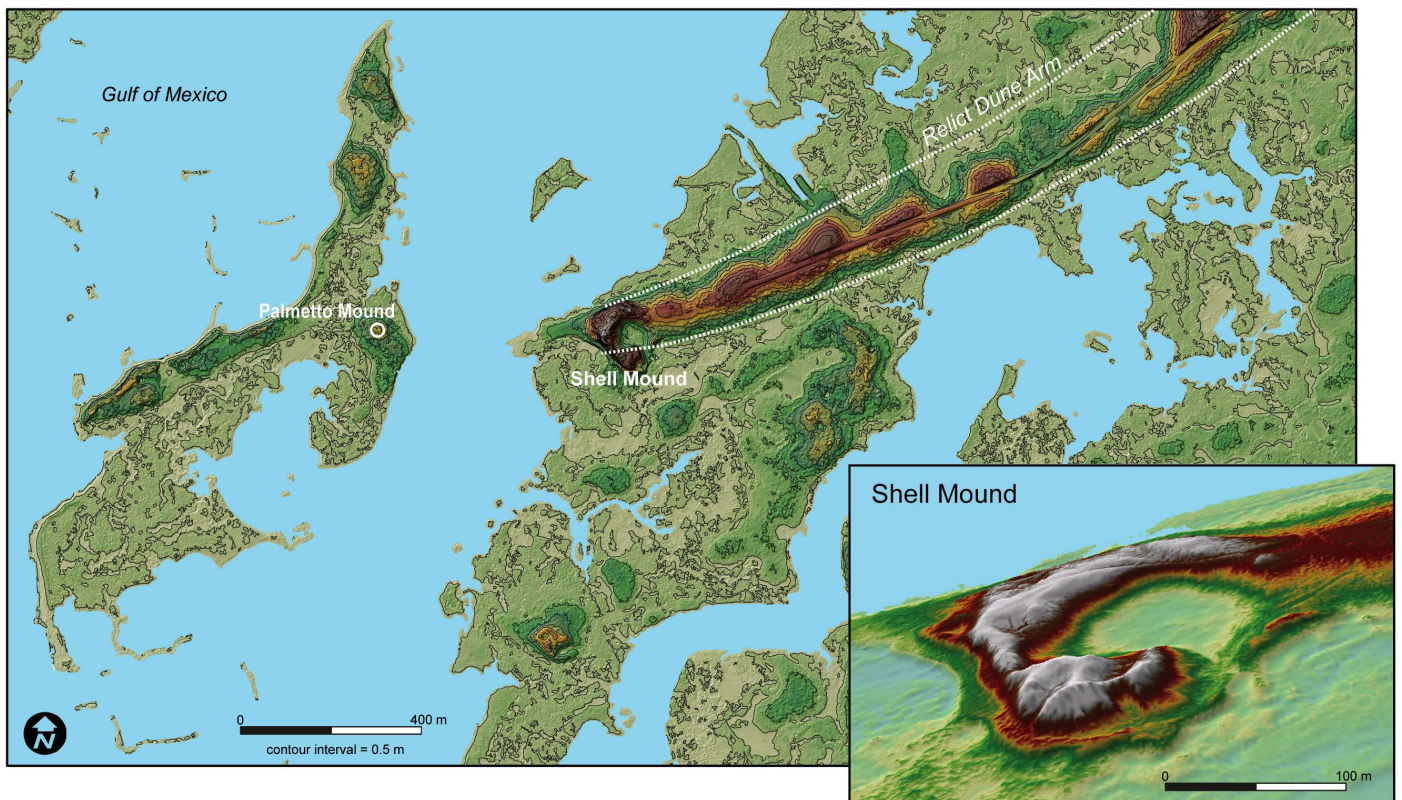 Gulf of Mexico
Relict Dune Arm
Palmetto Mound
Shell Mound
N
0 400 m
contour interval = 0.5 m
Shell Mound
0 100 m